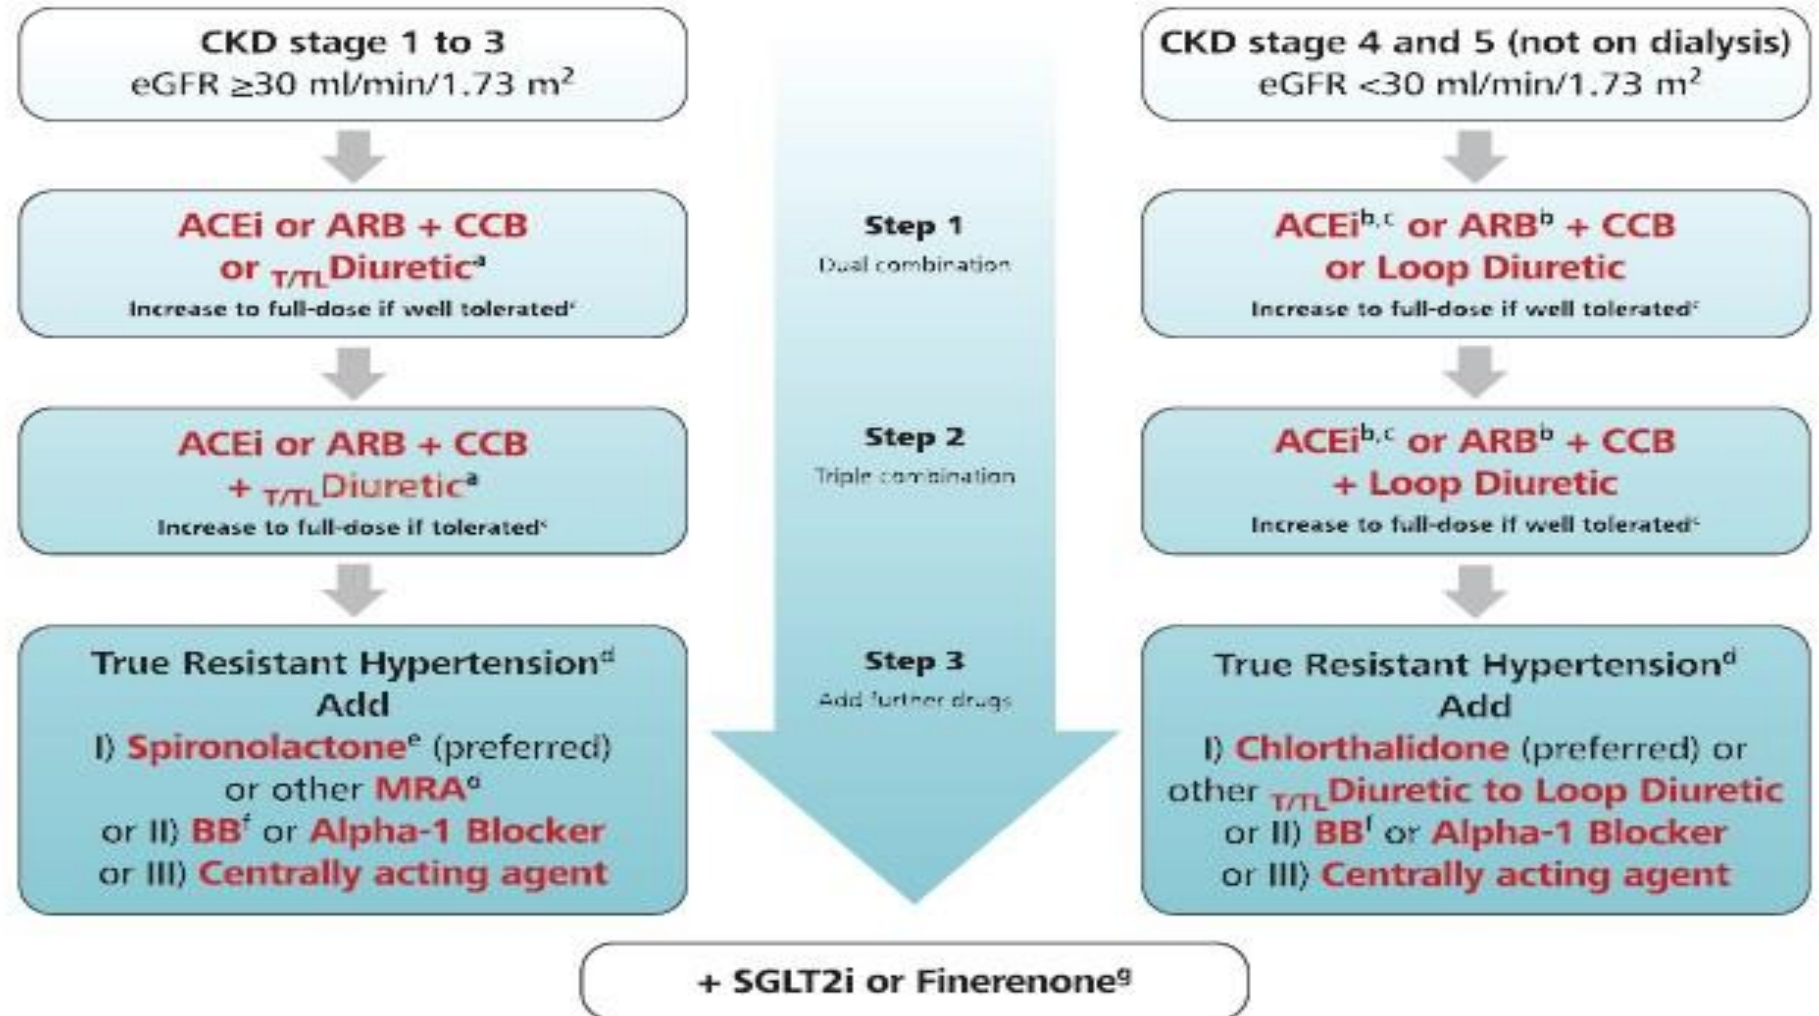 CKD stage 1 to 3
eGFR ≥30 ml/min/1.73 m²
ACEi or ARB + CCB
or T/TL Diureticᵃ
Increase to full-dose if well toleratedᶜ
ACEi or ARB + CCB
+ T/TL Diureticᵃ
Increase to full-dose if toleratedᶜ
True Resistant Hypertensionᵈ
Add
I) Spironolactoneᵉ (preferred)
or other MRAᵉ
or II) BBᶠ or Alpha-1 Blocker
or III) Centrally acting agent
Step 1
Dual combination
Step 2
Triple combination
Step 3
Add further drugs
CKD stage 4 and 5 (not on dialysis)
eGFR <30 ml/min/1.73 m²
ACEiᵇ,ᶜ or ARBᵇ + CCB
or Loop Diuretic
Increase to full-dose if well toleratedᶜ
ACEiᵇ,ᶜ or ARBᵇ + CCB
+ Loop Diuretic
Increase to full-dose if well toleratedᶜ
True Resistant Hypertensionᵈ
Add
I) Chlorthalidone (preferred) or
other T/TL Diuretic to Loop Diuretic
or II) BBᶠ or Alpha-1 Blocker
or III) Centrally acting agent
+ SGLT2i or Finerenoneᵍ